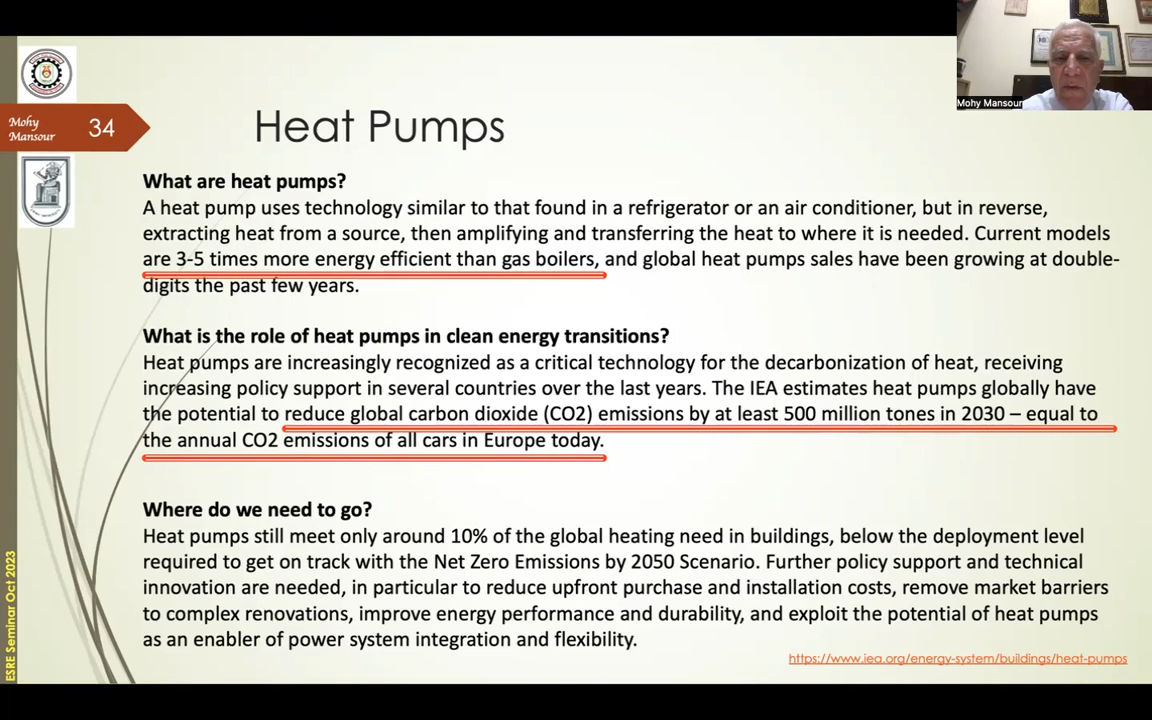 Mohy Mansour
Mohy
Mansour
34
Heat Pumps
What are heat pumps?
A heat pump uses technology similar to that found in a refrigerator or an air conditioner, but in reverse,
extracting heat from a source, then amplifying and transferring the heat to where it is needed. Current models
are 3-5 times more energy efficient than gas boilers, and global heat pumps sales have been growing at double-
digits the past few years.
What is the role of heat pumps in clean energy transitions?
Heat pumps are increasingly recognized as a critical technology for the decarbonization of heat, receiving
increasing policy support in several countries over the last years. The IEA estimates heat pumps globally have
the potential to reduce global carbon dioxide (CO2) emissions by at least 500 million tones in 2030 – equal to
the annual CO2 emissions of all cars in Europe today.
Where do we need to go?
Heat pumps still meet only around 10% of the global heating need in buildings, below the deployment level
required to get on track with the Net Zero Emissions by 2050 Scenario. Further policy support and technical
innovation are needed, in particular to reduce upfront purchase and installation costs, remove market barriers
to complex renovations, improve energy performance and durability, and exploit the potential of heat pumps
as an enabler of power system integration and flexibility.
https://www.iea.org/energy-system/buildings/heat-pumps
ESRE Seminar Oct 2023